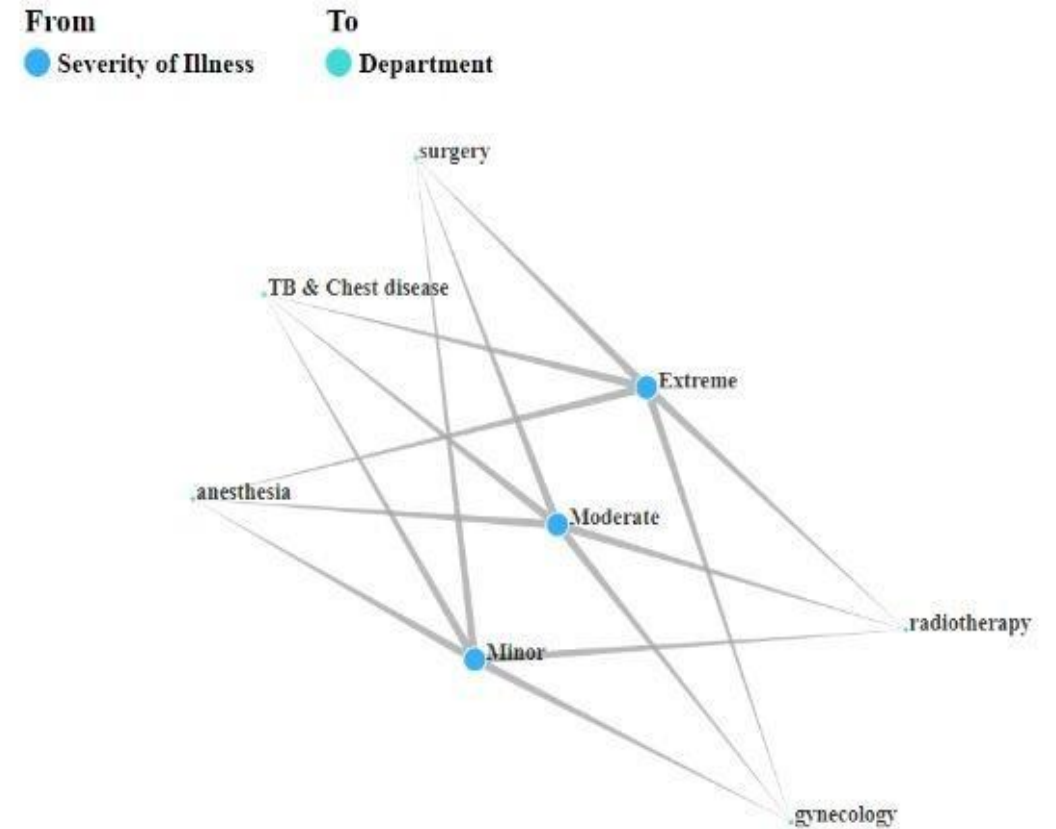 From
To
Severity of Illness
Department
surgery
TB & Chest disease
Extreme
anesthesia
Moderate
radiotherapy
Minor
gynecology